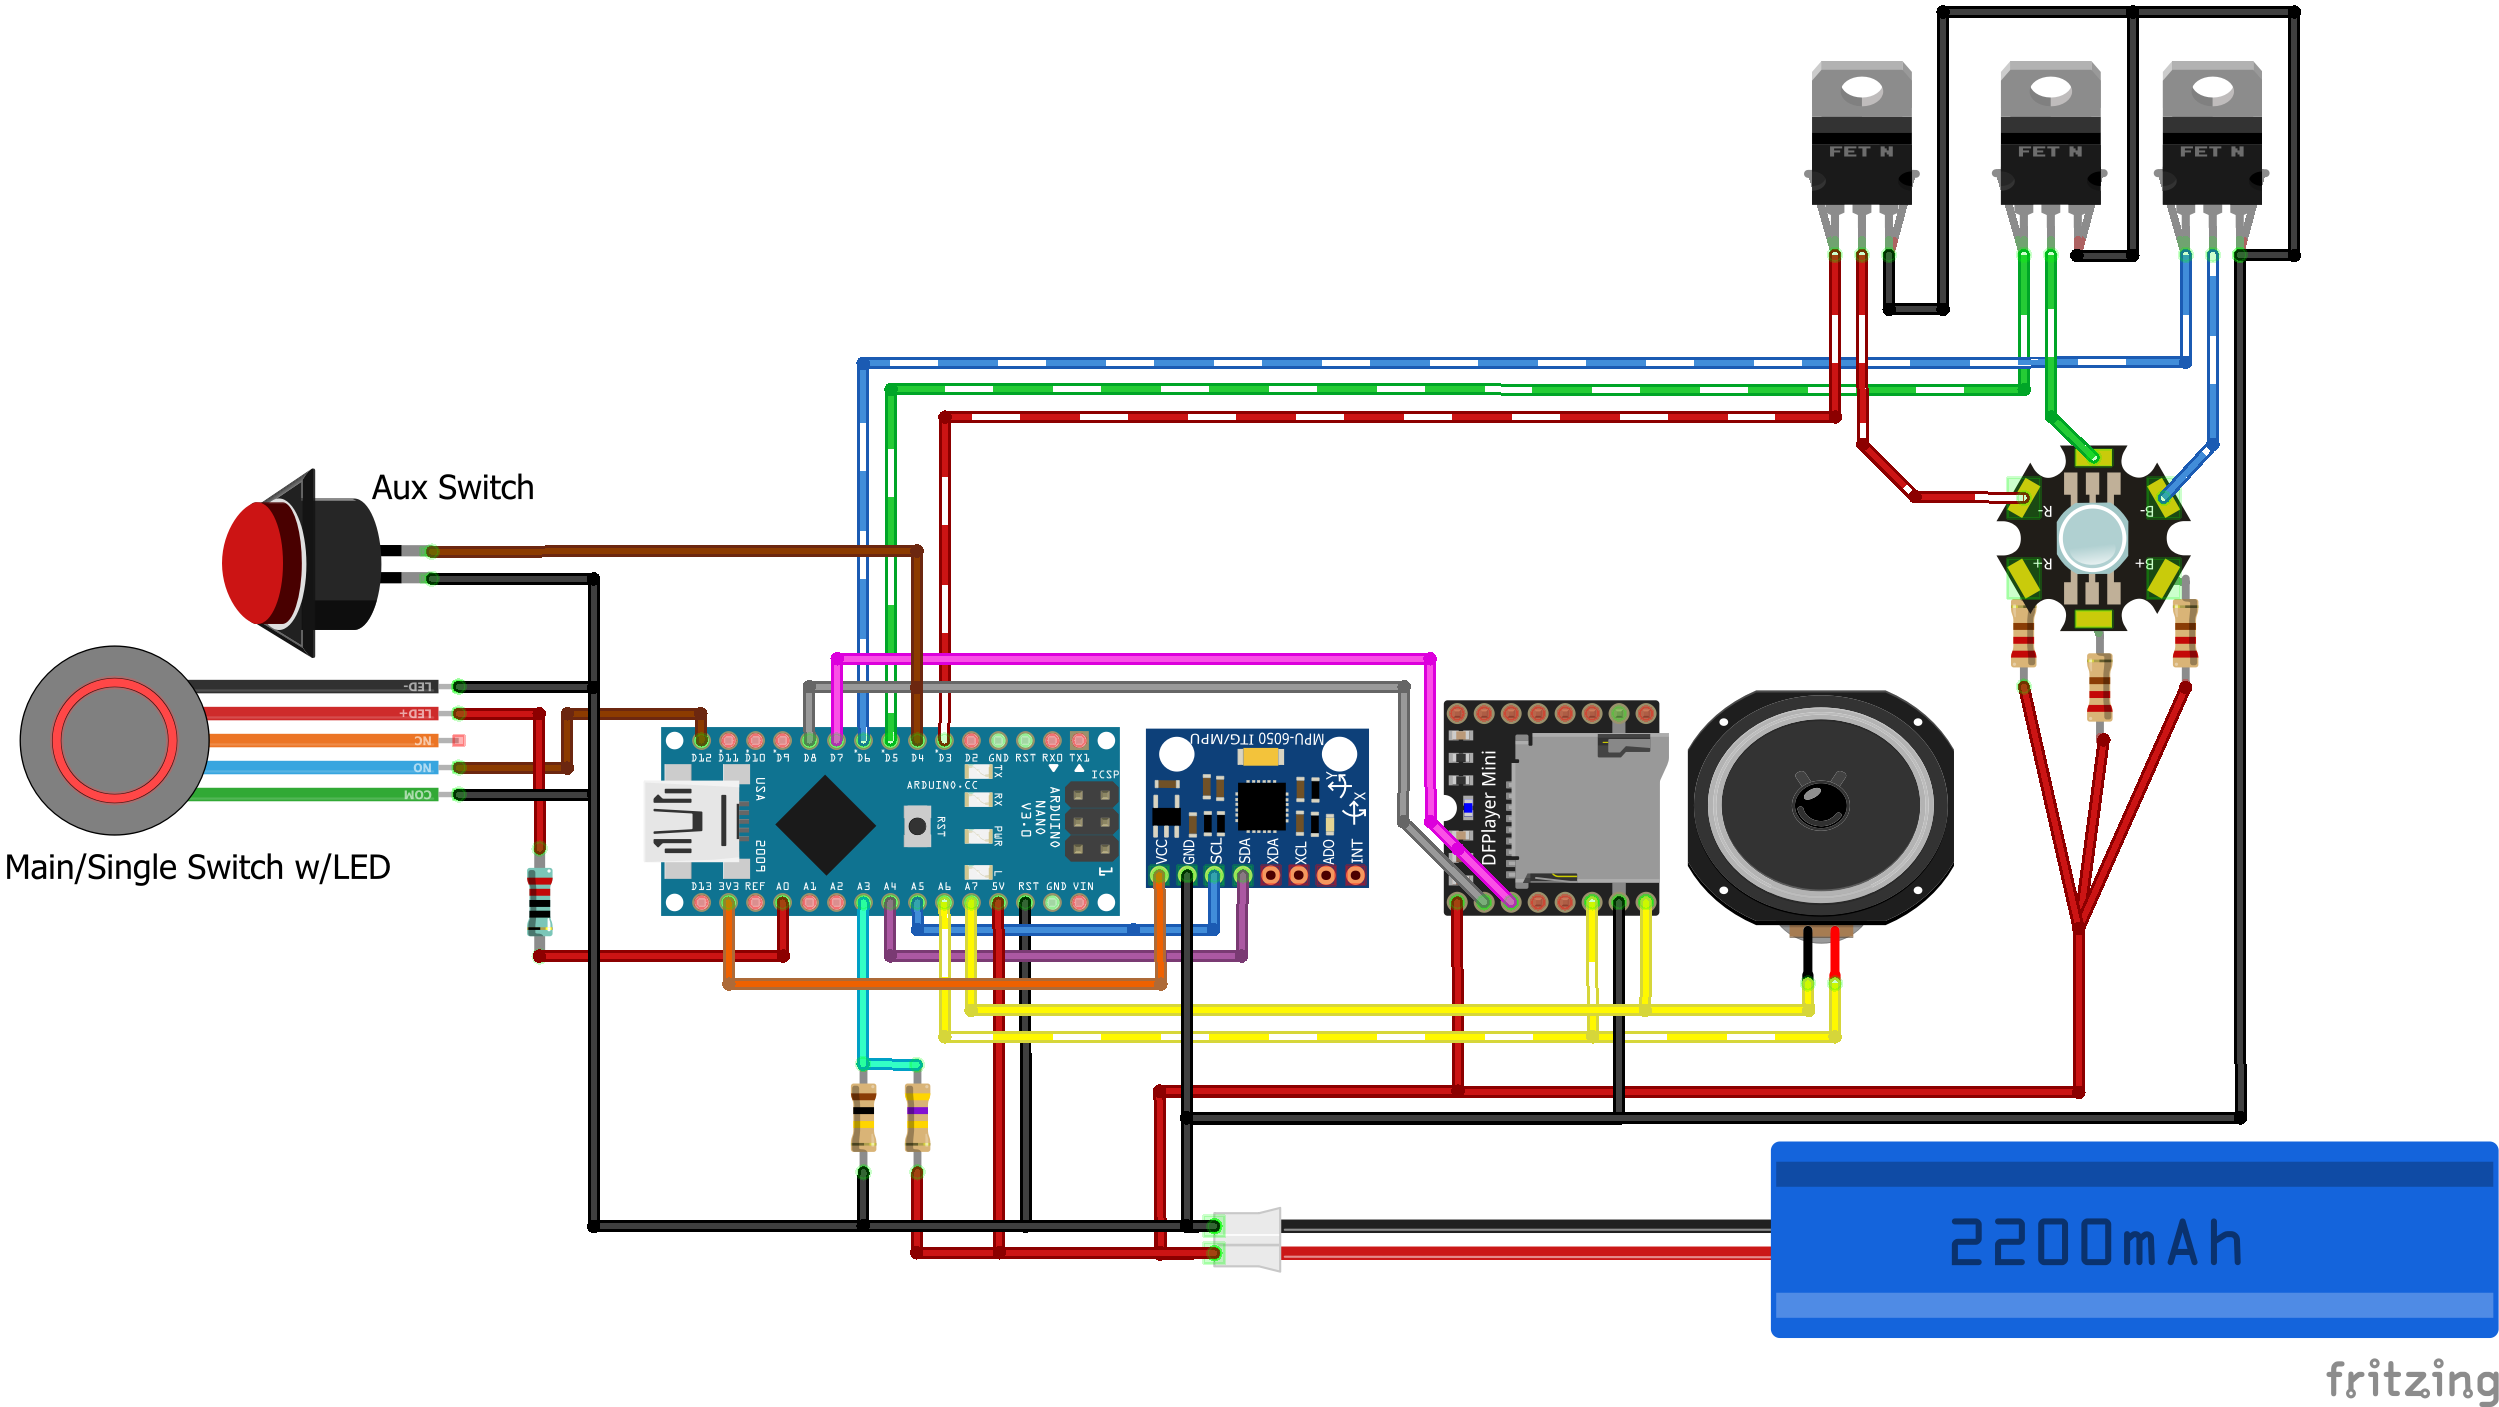 FET N
FET N
FET N
Aux Switch
R-
B-
R+
B+
LED-
LED+
NC
NO
COM
Main/Single Switch w/LED
D12 D11 D10 D9 D8 D7 D6 D5 D4 D3 D2 GND RST RX0 TX1
USA
2009
ARDUINO.CC
RST
TX
RX
PWR
L
ARDUINO
NANO
V3.0
ICSP
1
D13 3V3 REF A0 A1 A2 A3 A4 A5 A6 A7 5V RST GND VIN
MPU-6050 ITG/MPU
Y
X
VCC GND SCL SDA XDA XCL ADO INT
DFPlayer Mini
2200mAh
fritzing